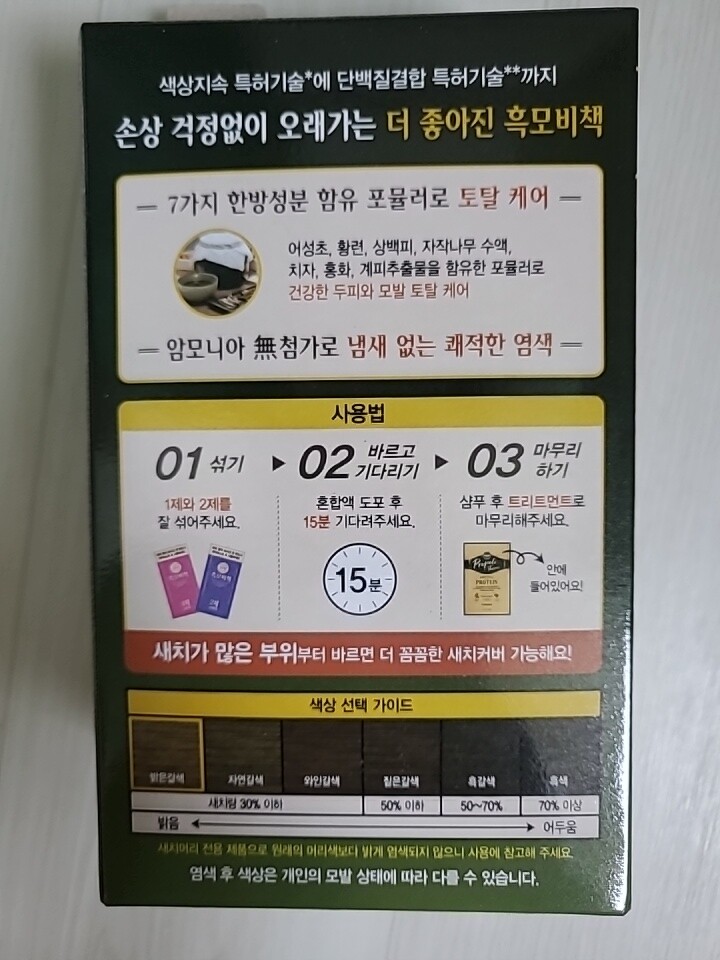 색상지속 특허기술*에 단백질결합 특허기술**까지
손상 걱정없이 오래가는 더 좋아진 흑모비책
7가지 한방성분 함유 포뮬러로 토탈 케어
어성초, 황련, 상백피, 자작나무 수액,
치자, 홍화, 계피추출물을 함유한 포뮬러로
건강한 두피와 모발 토탈 케어
암모니아 無첨가로 냄새 없는 쾌적한 염색
사용법
01 섞기 ▶ 02 바르고 기다리기 ▶ 03 마무리 하기
1제와 2제를
잘 섞어주세요.
혼합액 도포 후
15분 기다려주세요.
샴푸 후 트리트먼트로
마무리해주세요.
15분
Propolis
PROTEIN
안에
들어있어요!
새치가 많은 부위부터 바르면 더 꼼꼼한 새치커버 가능해요!
색상 선택 가이드
밝은갈색 자연갈색 와인갈색 짙은갈색 흑갈색 흑색
새치량 30% 이하 50% 이하 50~70% 70% 이상
밝음 어두움
새치머리 전용 제품으로 원래의 머리색보다 밝게 염색되지 않으니 사용에 참고해 주세요.
염색 후 색상은 개인의 모발 상태에 따라 다를 수 있습니다.